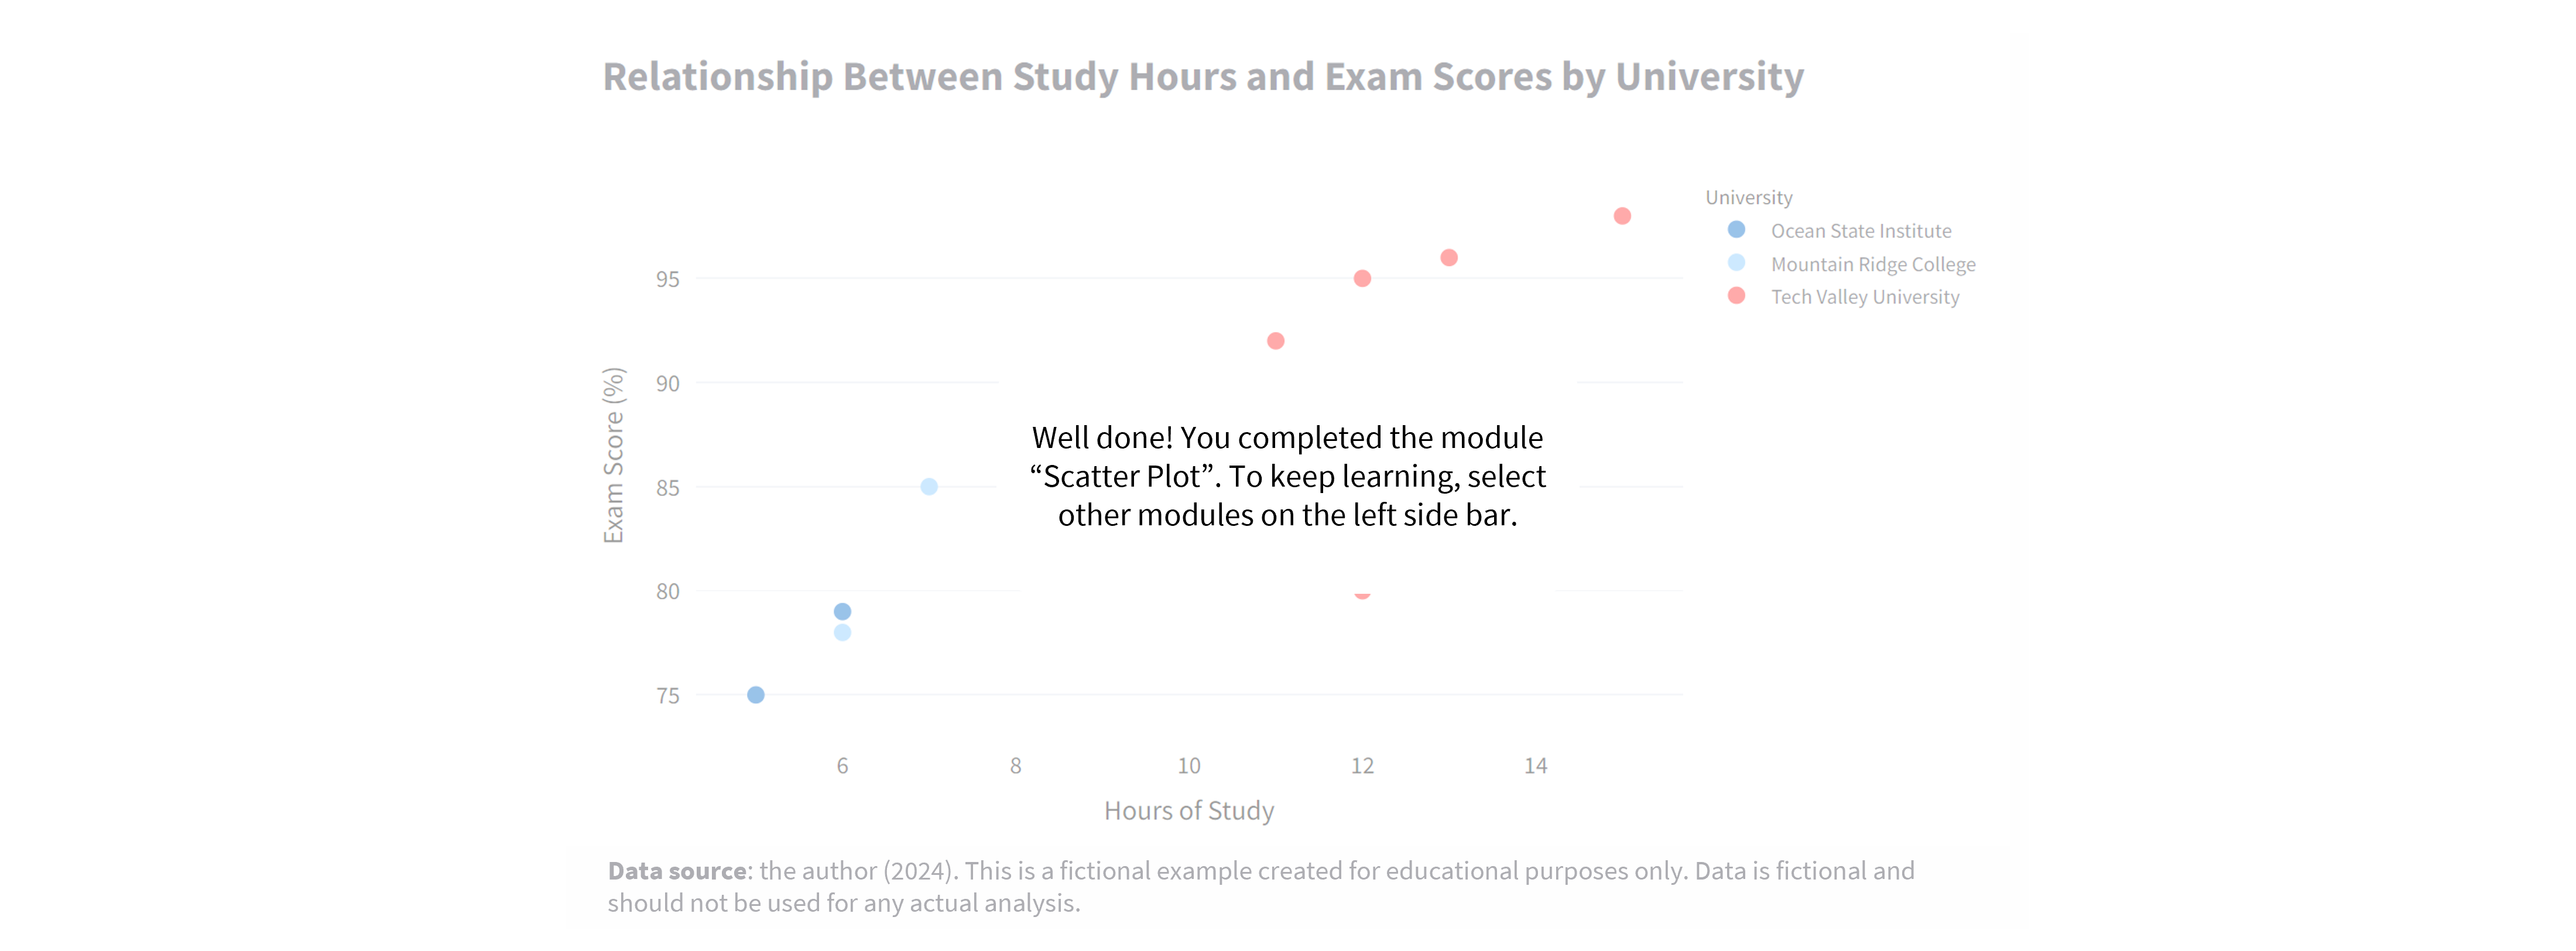 Relationship Between Study Hours and Exam Scores by University
University
Ocean State Institute
Mountain Ridge College
Tech Valley University
Exam Score (%)
95
90
85
80
75
Well done! You completed the module
“Scatter Plot”. To keep learning, select
other modules on the left side bar.
6 8 10 12 14
Hours of Study
Data source: the author (2024). This is a fictional example created for educational purposes only. Data is fictional and
should not be used for any actual analysis.